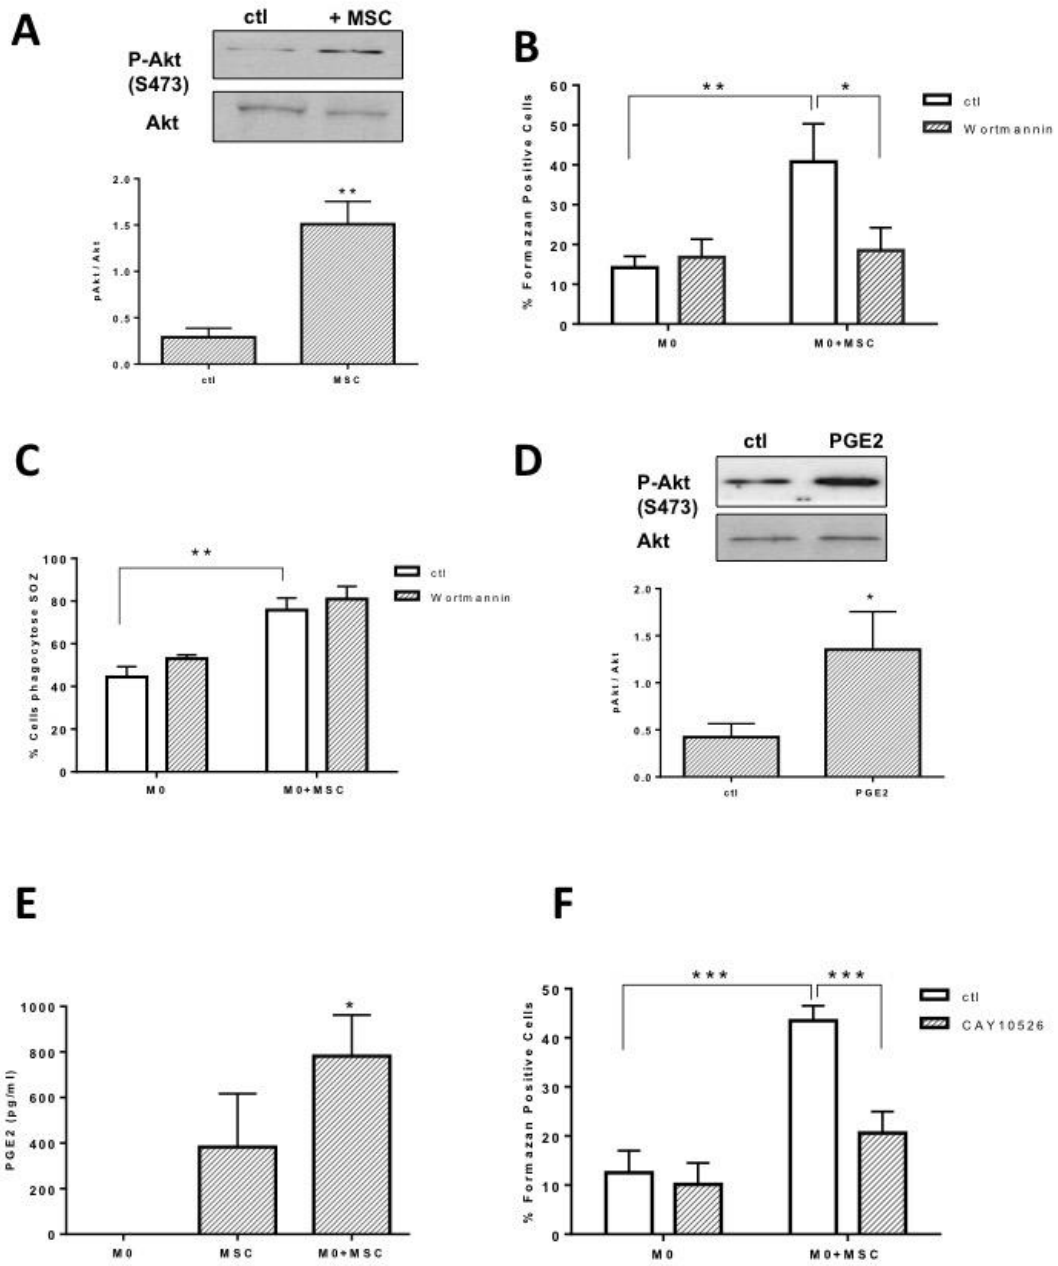 A
ctl + MSC
P-Akt
(S473)
Akt
2.0
1.5
1.0
0.5
0.0
pAkt / Akt
**
ctl MSC
B
60
50
40
30
20
10
0
% Formazan Positive Cells
** *
ctl
Wortmannin
M0 M0+MSC
C
100
80
60
40
20
0
% Cells phagocytose SOZ
**
ctl
Wortmannin
M0 M0+MSC
D
ctl PGE2
P-Akt
(S473)
Akt
2.0
1.5
1.0
0.5
0.0
pAkt / Akt
*
ctl PGE2
E
1000
800
600
400
200
0
PGE2 (pg/ml)
*
M0 MSC M0+MSC
F
50
40
30
20
10
0
% Formazan Positive Cells
*** ***
ctl
CAY10526
M0 M0+MSC